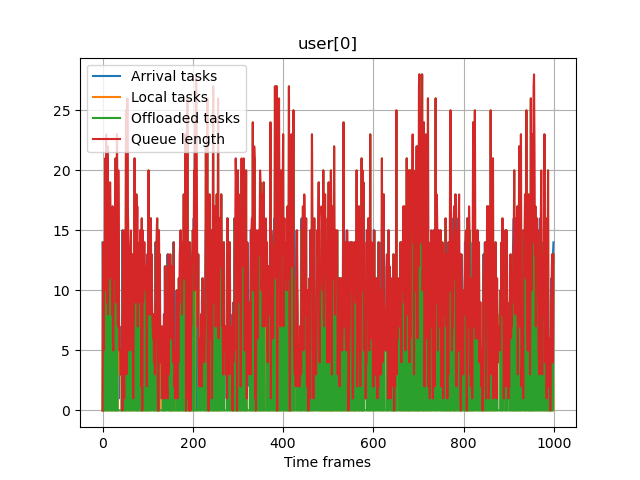 user[0]
Arrival tasks
Local tasks
Offloaded tasks
Queue length
25
20
15
10
5
0
0 200 400 600 800 1000
Time frames